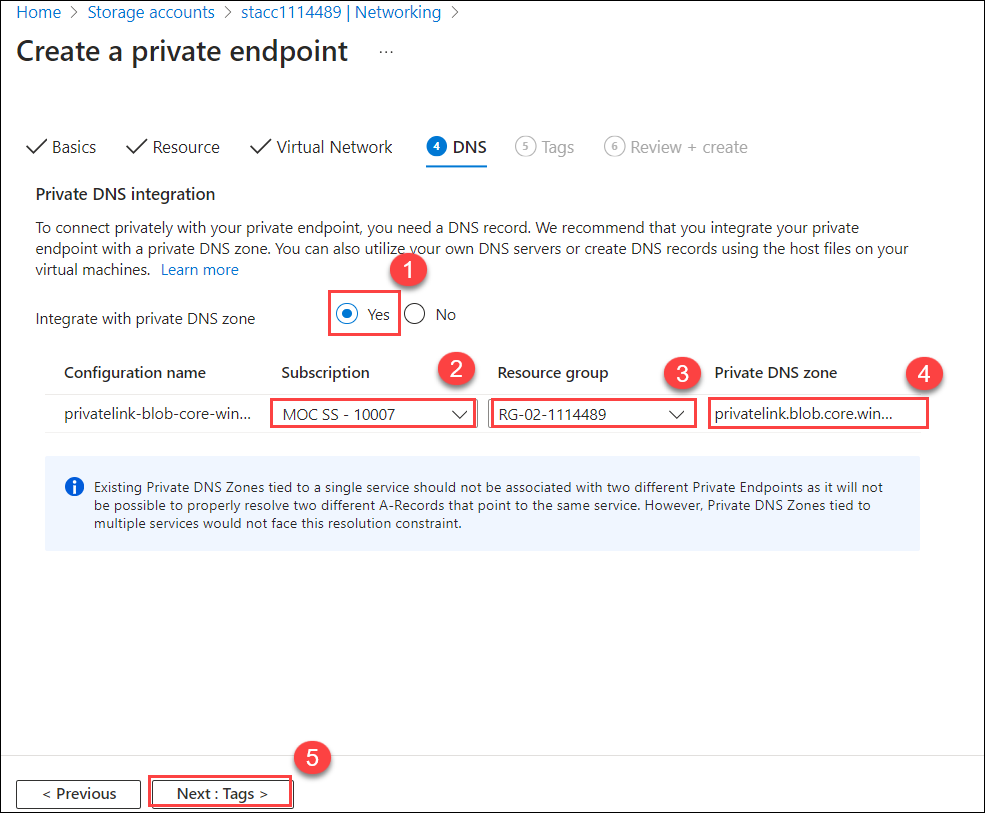 Home > Storage accounts > stacc1114489 | Networking >
Create a private endpoint ...
Basics Resource Virtual Network 4 DNS 5 Tags 6 Review + create
Private DNS integration
To connect privately with your private endpoint, you need a DNS record. We recommend that you integrate your private
endpoint with a private DNS zone. You can also utilize your own DNS servers or create DNS records using the host files on your
virtual machines. Learn more
1
Integrate with private DNS zone Yes No
Configuration name Subscription 2 Resource group 3 Private DNS zone 4
privatelink-blob-core-win... MOC SS - 10007 RG-02-1114489 privatelink.blob.core.win...
Existing Private DNS Zones tied to a single service should not be associated with two different Private Endpoints as it will not
be possible to properly resolve two different A-Records that point to the same service. However, Private DNS Zones tied to
multiple services would not face this resolution constraint.
5
< Previous Next : Tags >